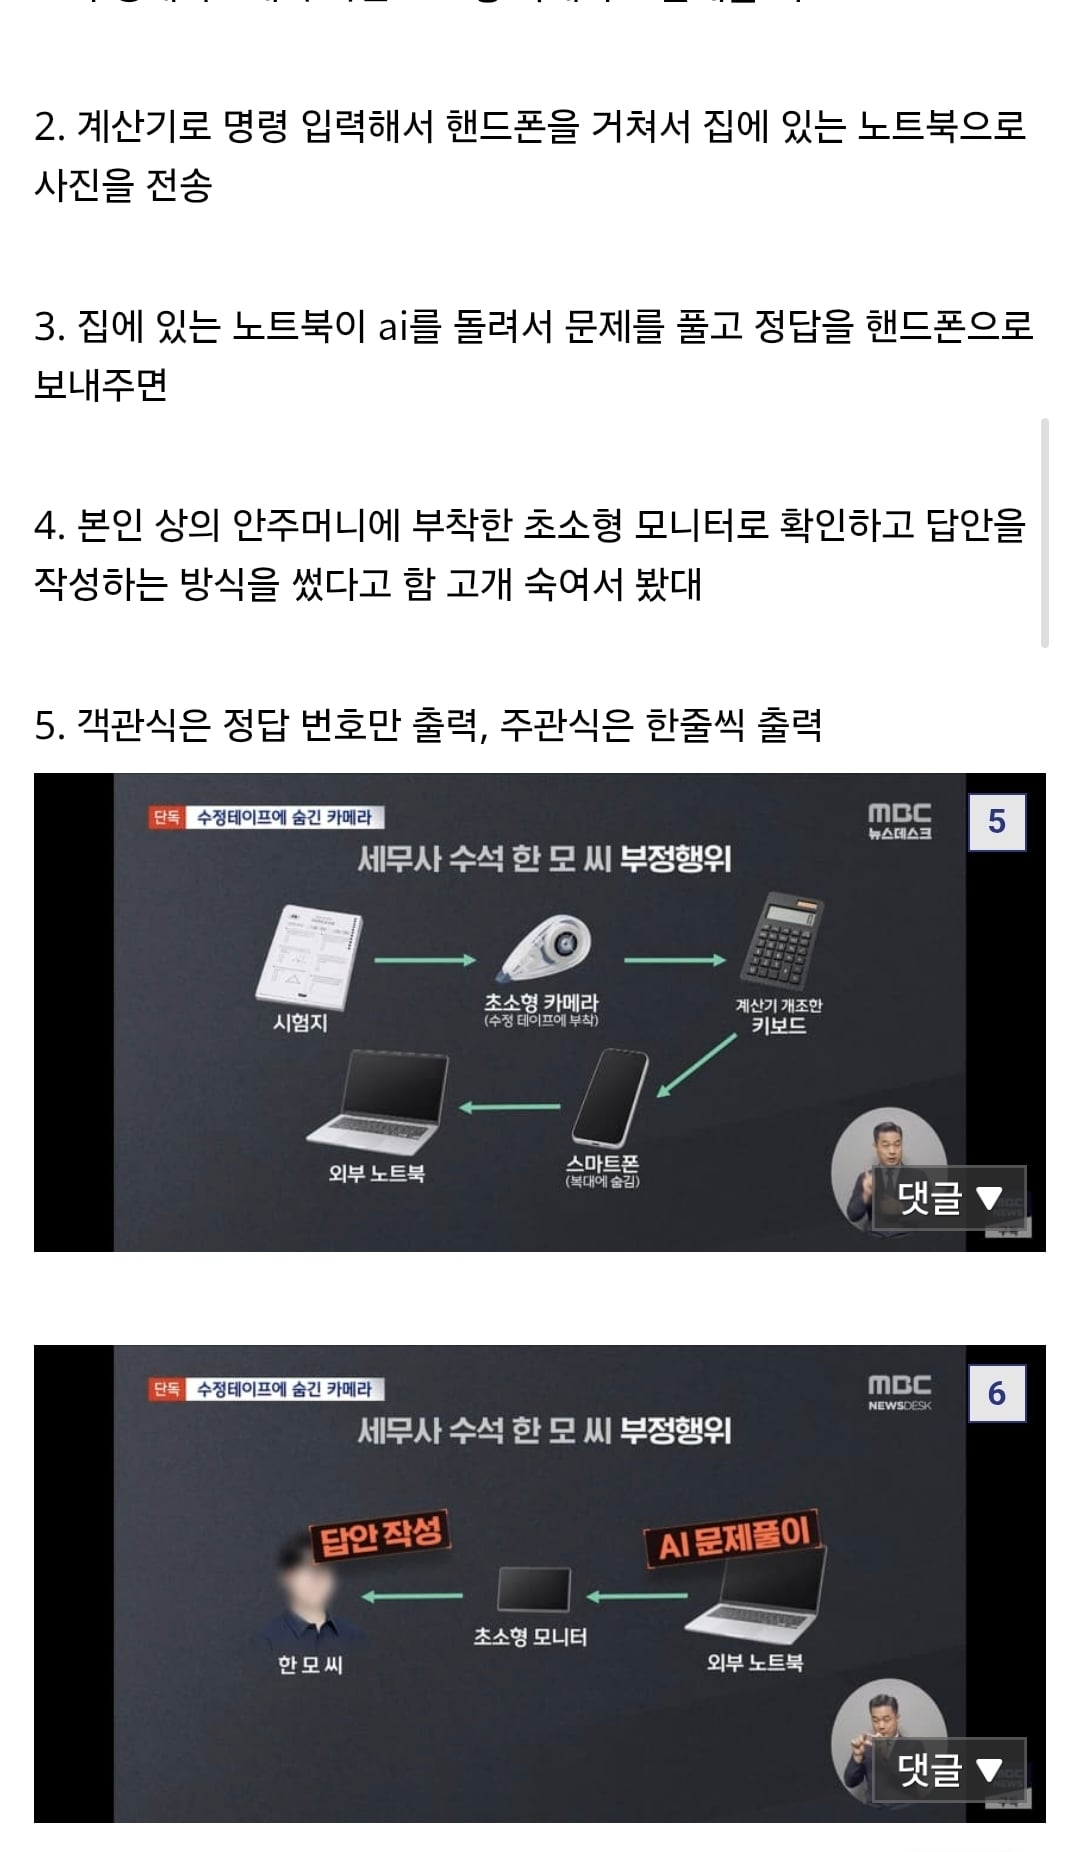 2. 계산기로 명령 입력해서 핸드폰을 거쳐서 집에 있는 노트북으로
사진을 전송
3. 집에 있는 노트북이 ai를 돌려서 문제를 풀고 정답을 핸드폰으로
보내주면
4. 본인 상의 안주머니에 부착한 초소형 모니터로 확인하고 답안을
작성하는 방식을 썼다고 함 고개 숙여서 봤대
5. 객관식은 정답 번호만 출력, 주관식은 한줄씩 출력
단독 수정테이프에 숨긴 카메라
MBC
뉴스데스크
5
세무사 수석 한 모 씨 부정행위
시험지
초소형 카메라
(수정 테이프에 부착)
계산기 개조한
키보드
외부 노트북
스마트폰
(복대에 숨김)
댓글 ▼
단독 수정테이프에 숨긴 카메라
MBC
NEWSDESK
6
세무사 수석 한 모 씨 부정행위
답안 작성
AI 문제풀이
한 모 씨
초소형 모니터
외부 노트북
댓글 ▼